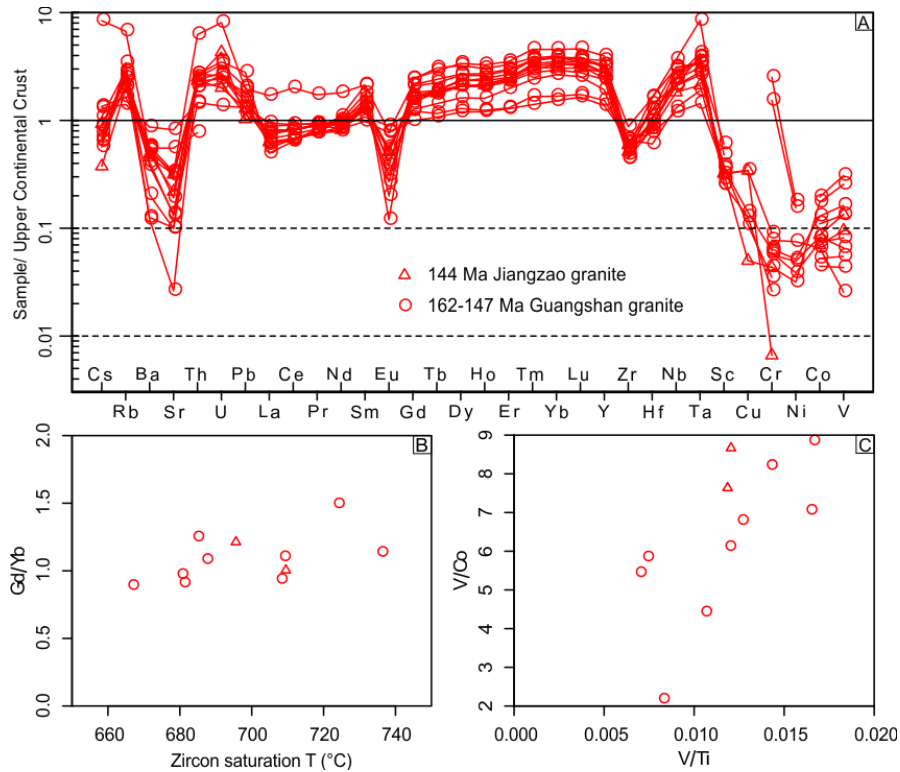 A
10
1
0.1
0.01
Sample/ Upper Continental Crust
144 Ma Jiangzao granite
162-147 Ma Guangshan granite
Cs Ba Th Pb Ce Nd Eu Tb Ho Tm Lu Zr Nb Sc Cr Co
Rb Sr U La Pr Sm Gd Dy Er Yb Y Hf Ta Cu Ni V
B
2.0
1.5
1.0
0.5
0.0
Gd/Yb
660 680 700 720 740
Zircon saturation T (°C)
C
9
8
7
6
5
4
3
2
V/Co
0.000 0.005 0.010 0.015 0.020
V/Ti